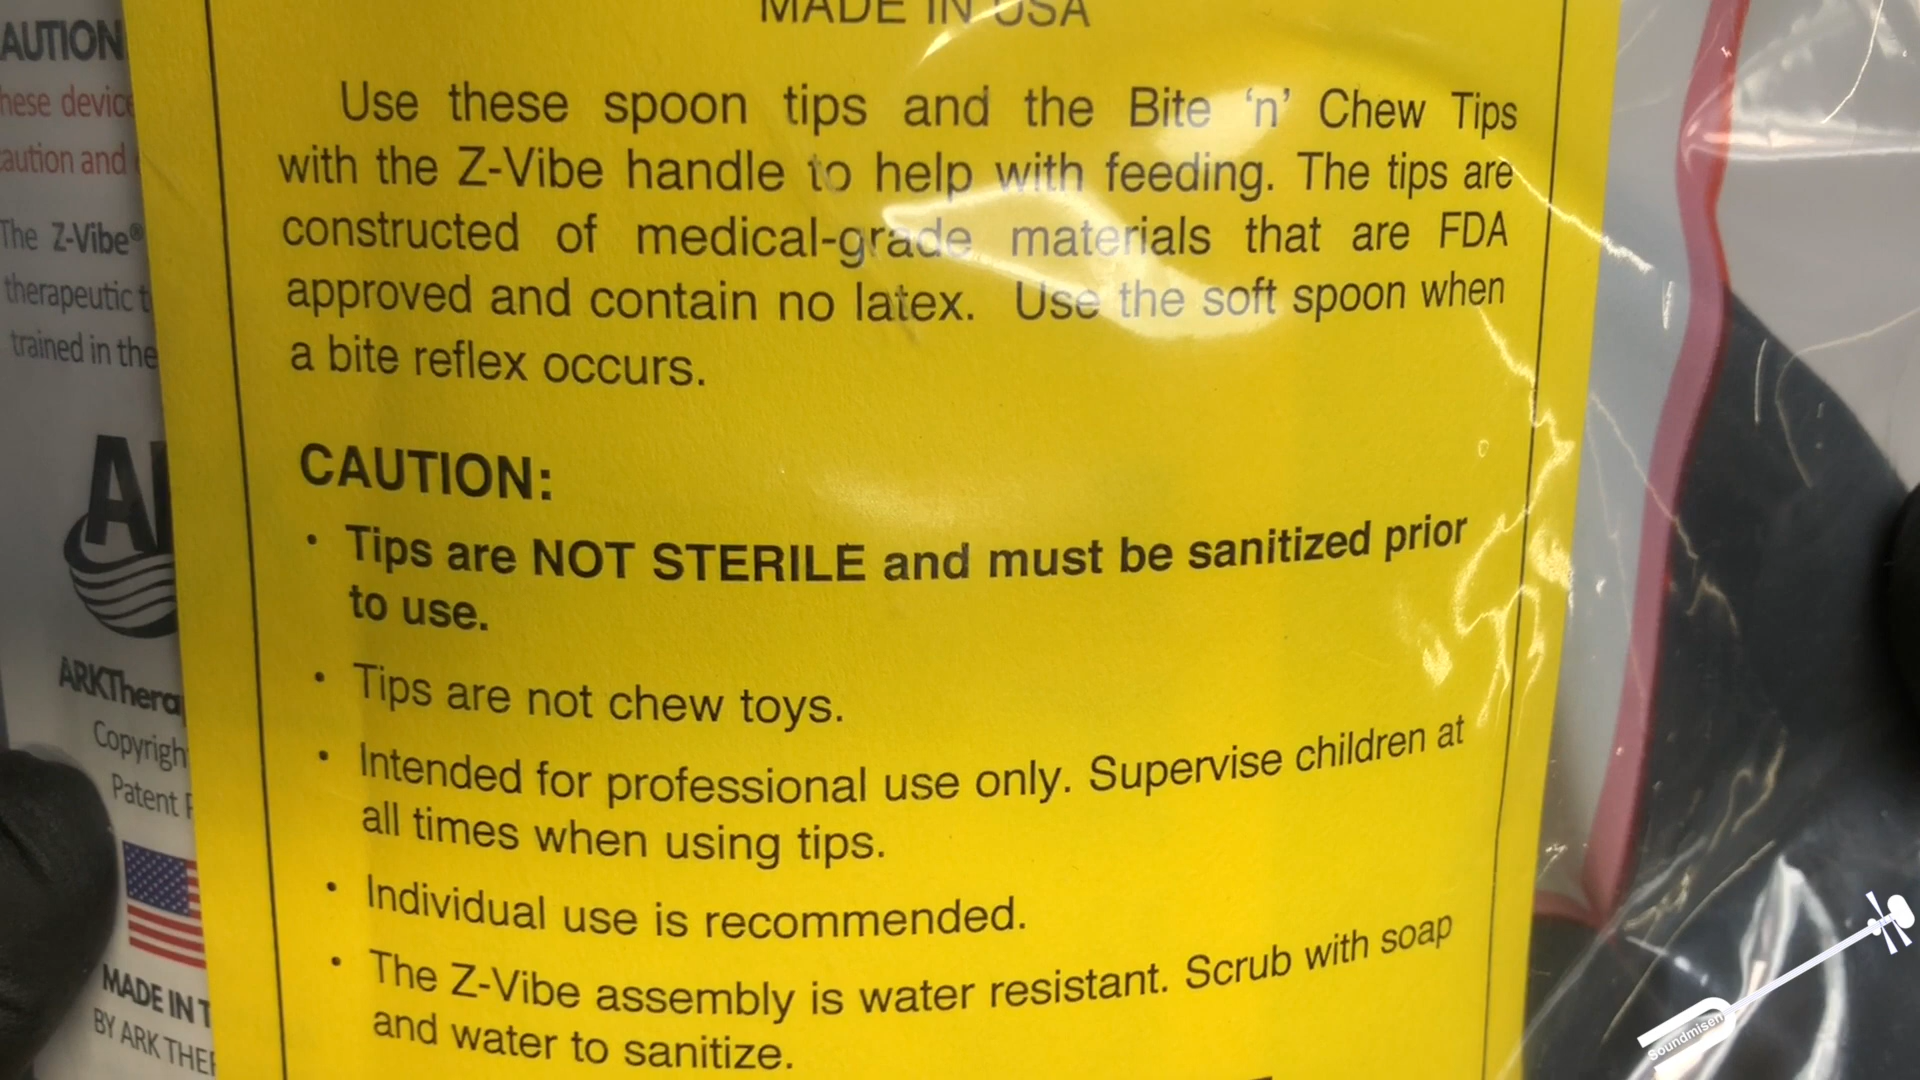 MADE IN USA
Use these spoon tips and the Bite ‘n’ Chew Tips
with the Z-Vibe handle to help with feeding. The tips are
constructed of medical-grade materials that are FDA
approved and contain no latex. Use the soft spoon when
a bite reflex occurs.
CAUTION:
• Tips are NOT STERILE and must be sanitized prior
to use.
• Tips are not chew toys.
• Intended for professional use only. Supervise children at
all times when using tips.
• Individual use is recommended.
• The Z-Vibe assembly is water resistant. Scrub with soap
and water to sanitize.
AUTION
hese device
aution and
The Z-Vibe®
therapeutic t
trained in the
A
ARKThera
Copyrigh
Patent
MADE IN T
BY ARK THE
Soundmisen